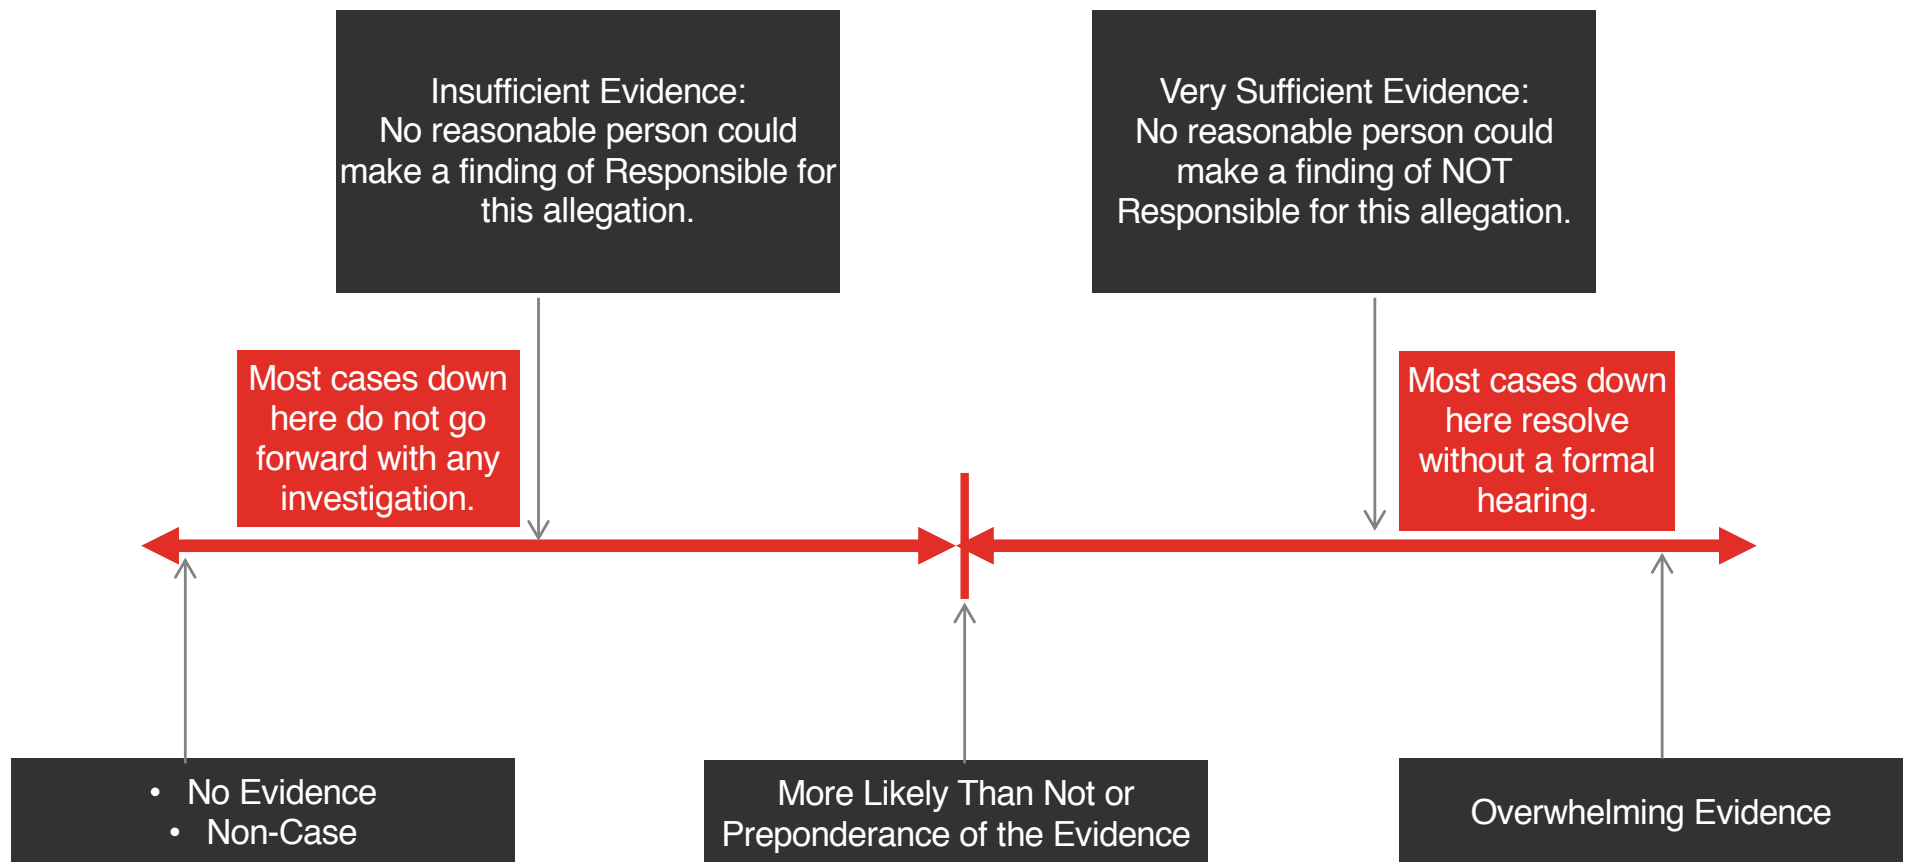 Insufficient Evidence:
No reasonable person could
make a finding of Responsible for
this allegation.
Very Sufficient Evidence:
No reasonable person could
make a finding of NOT
Responsible for this allegation.
Most cases down
here do not go
forward with any
investigation.
Most cases down
here resolve
without a formal
hearing.
• No Evidence
• Non-Case
More Likely Than Not or
Preponderance of the Evidence
Overwhelming Evidence